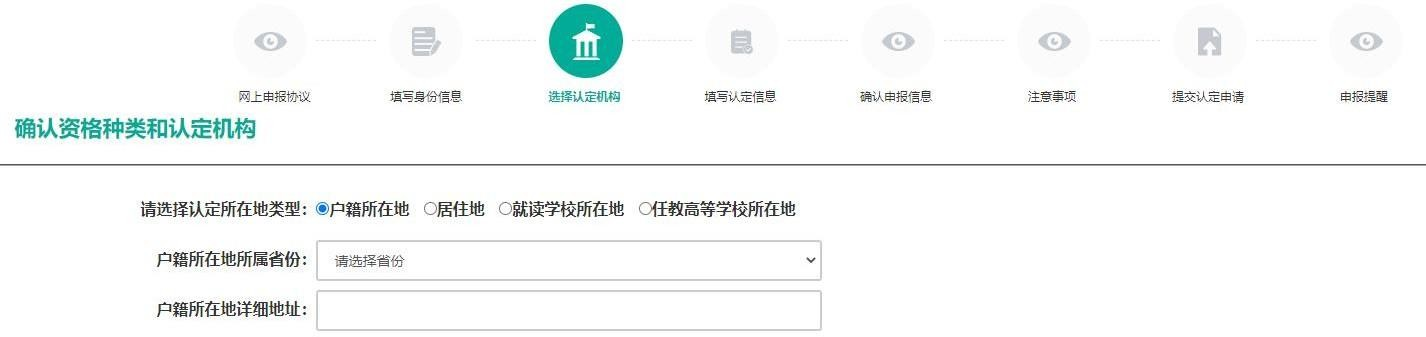 网上申报协议 填写身份信息 选择认定机构 填写认定信息 确认申报信息 注意事项 提交认定申请 申报提醒
确认资格种类和认定机构
请选择认定所在地类型： 户籍所在地 居住地 就读学校所在地 任教高等学校所在地
户籍所在地所属省份： 请选择省份
户籍所在地详细地址：